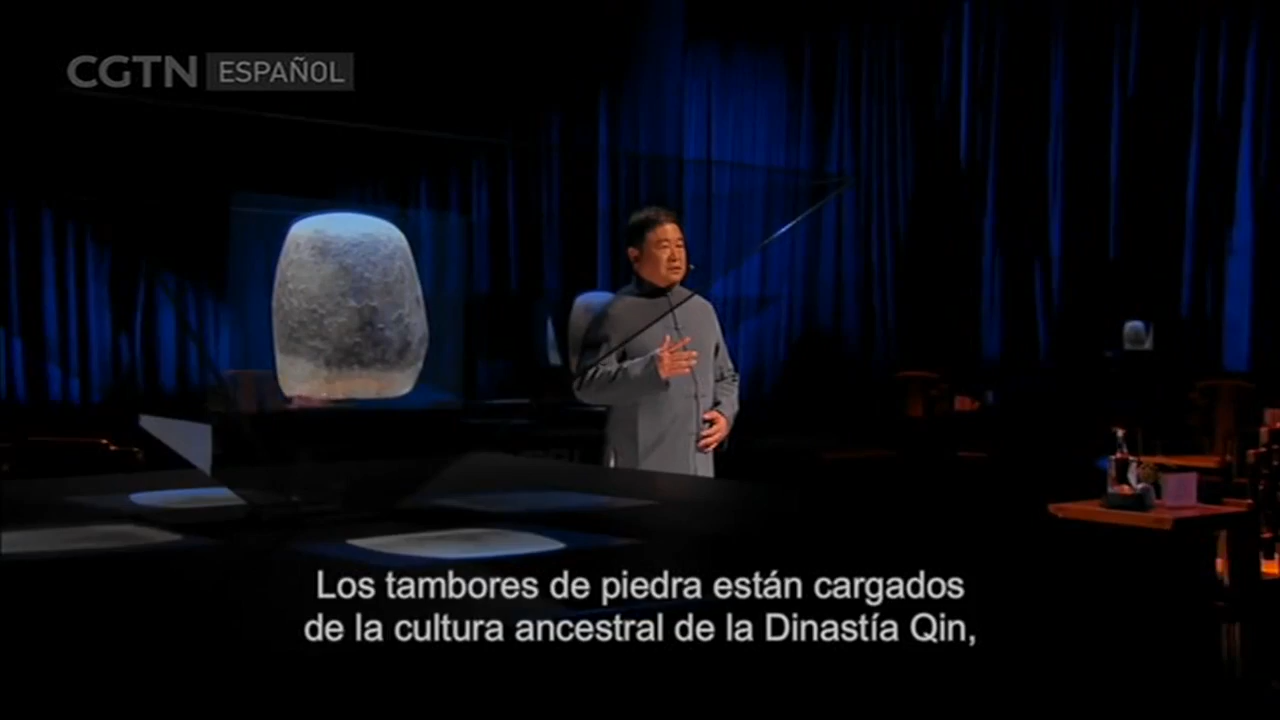 CGTN ESPAÑOL
Los tambores de piedra están cargados
de la cultura ancestral de la Dinastía Qin,